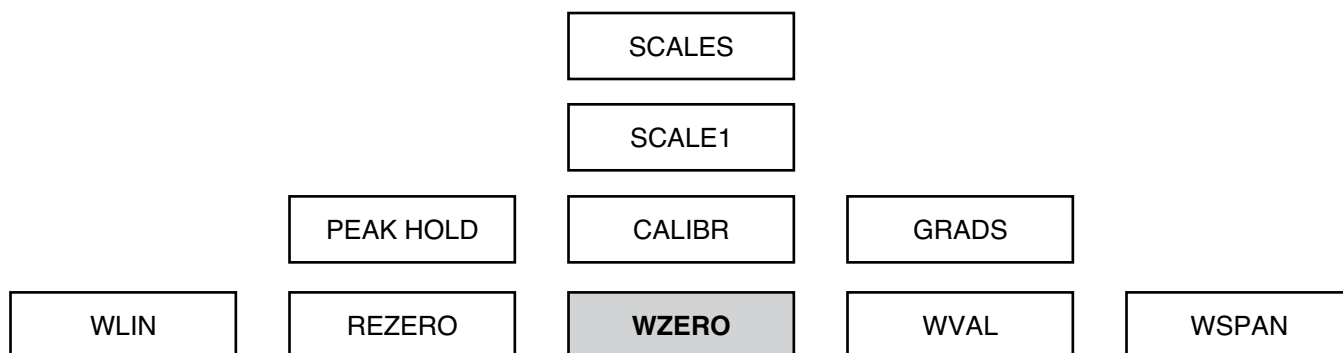 SCALES
SCALE1
PEAK HOLD CALIBR GRADS
WLIN REZERO WZERO WVAL WSPAN